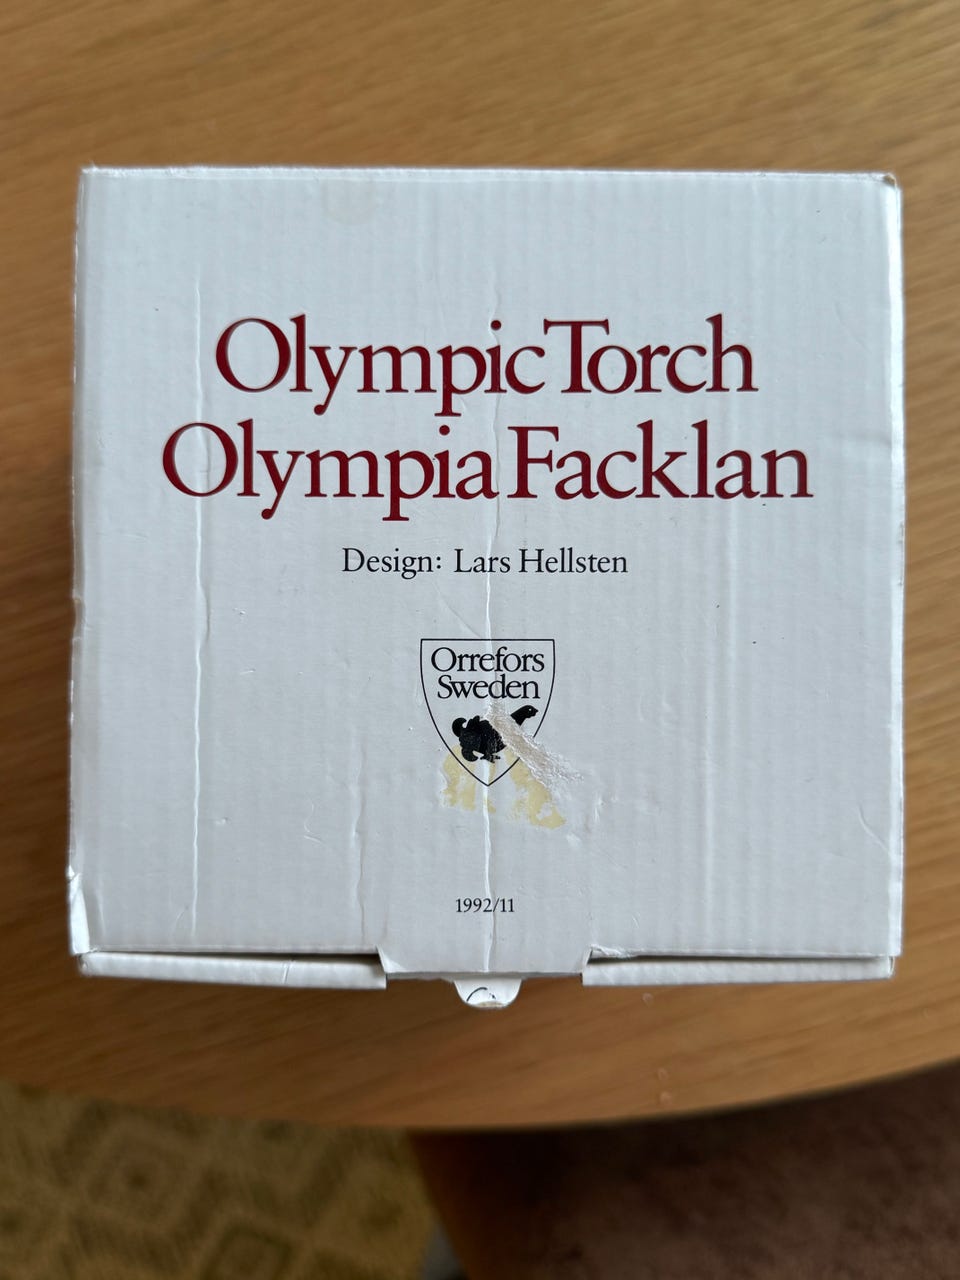 Olympic Torch
Olympia Facklan
Design: Lars Hellsten
Orrefors
Sweden
1992/11